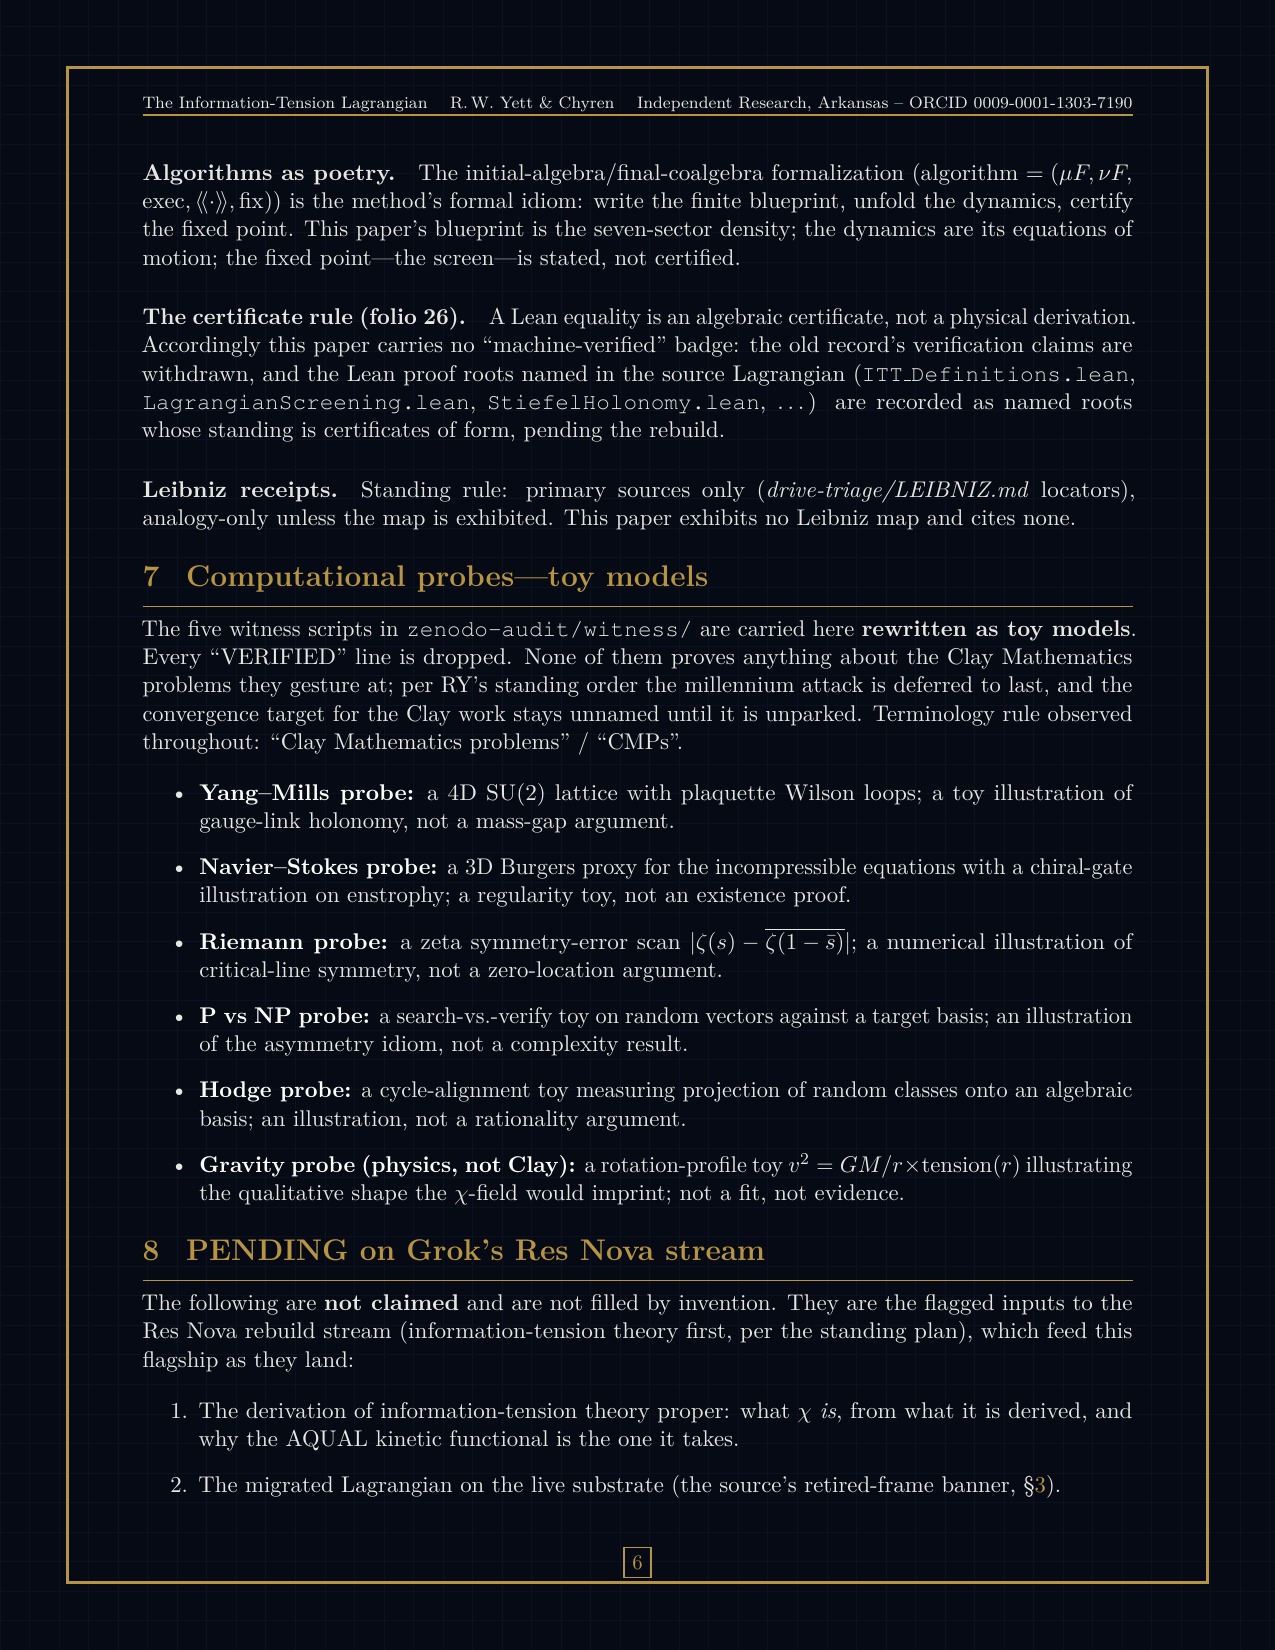 The Information-Tension Lagrangian R. W. Yett & Chyren Independent Research, Arkansas – ORCID 0009-0001-1303-7190
Algorithms as poetry. The initial-algebra/final-coalgebra formalization (algorithm = (μF, νF,
exec, ⟪·⟫, fix)) is the method's formal idiom: write the finite blueprint, unfold the dynamics, certify
the fixed point. This paper's blueprint is the seven-sector density; the dynamics are its equations of
motion; the fixed point—the screen—is stated, not certified.
The certificate rule (folio 26). A Lean equality is an algebraic certificate, not a physical derivation.
Accordingly this paper carries no “machine-verified” badge: the old record's verification claims are
withdrawn, and the Lean proof roots named in the source Lagrangian (ITT_Definitions.lean,
LagrangianScreening.lean, StiefelHolonomy.lean, ...) are recorded as named roots
whose standing is certificates of form, pending the rebuild.
Leibniz receipts. Standing rule: primary sources only (drive-triage/LEIBNIZ.md locators),
analogy-only unless the map is exhibited. This paper exhibits no Leibniz map and cites none.
7 Computational probes—toy models
The five witness scripts in zenodo-audit/witness/ are carried here rewritten as toy models.
Every “VERIFIED” line is dropped. None of them proves anything about the Clay Mathematics
problems they gesture at; per RY's standing order the millennium attack is deferred to last, and the
convergence target for the Clay work stays unnamed until it is unparked. Terminology rule observed
throughout: “Clay Mathematics problems” / “CMPs”.
• Yang–Mills probe: a 4D SU(2) lattice with plaquette Wilson loops; a toy illustration of
gauge-link holonomy, not a mass-gap argument.
• Navier–Stokes probe: a 3D Burgers proxy for the incompressible equations with a chiral-gate
illustration on enstrophy; a regularity toy, not an existence proof.
• Riemann probe: a zeta symmetry-error scan $|\zeta(s) - \overline{\zeta(1 - \bar{s})}|$; a numerical illustration of
critical-line symmetry, not a zero-location argument.
• P vs NP probe: a search-vs.-verify toy on random vectors against a target basis; an illustration
of the asymmetry idiom, not a complexity result.
• Hodge probe: a cycle-alignment toy measuring projection of random classes onto an algebraic
basis; an illustration, not a rationality argument.
• Gravity probe (physics, not Clay): a rotation-profile toy v² = GM/r×tension(r) illustrating
the qualitative shape the χ-field would imprint; not a fit, not evidence.
8 PENDING on Grok's Res Nova stream
The following are not claimed and are not filled by invention. They are the flagged inputs to the
Res Nova rebuild stream (information-tension theory first, per the standing plan), which feed this
flagship as they land:
1. The derivation of information-tension theory proper: what χ is, from what it is derived, and
why the AQUAL kinetic functional is the one it takes.
2. The migrated Lagrangian on the live substrate (the source's retired-frame banner, §3).
6